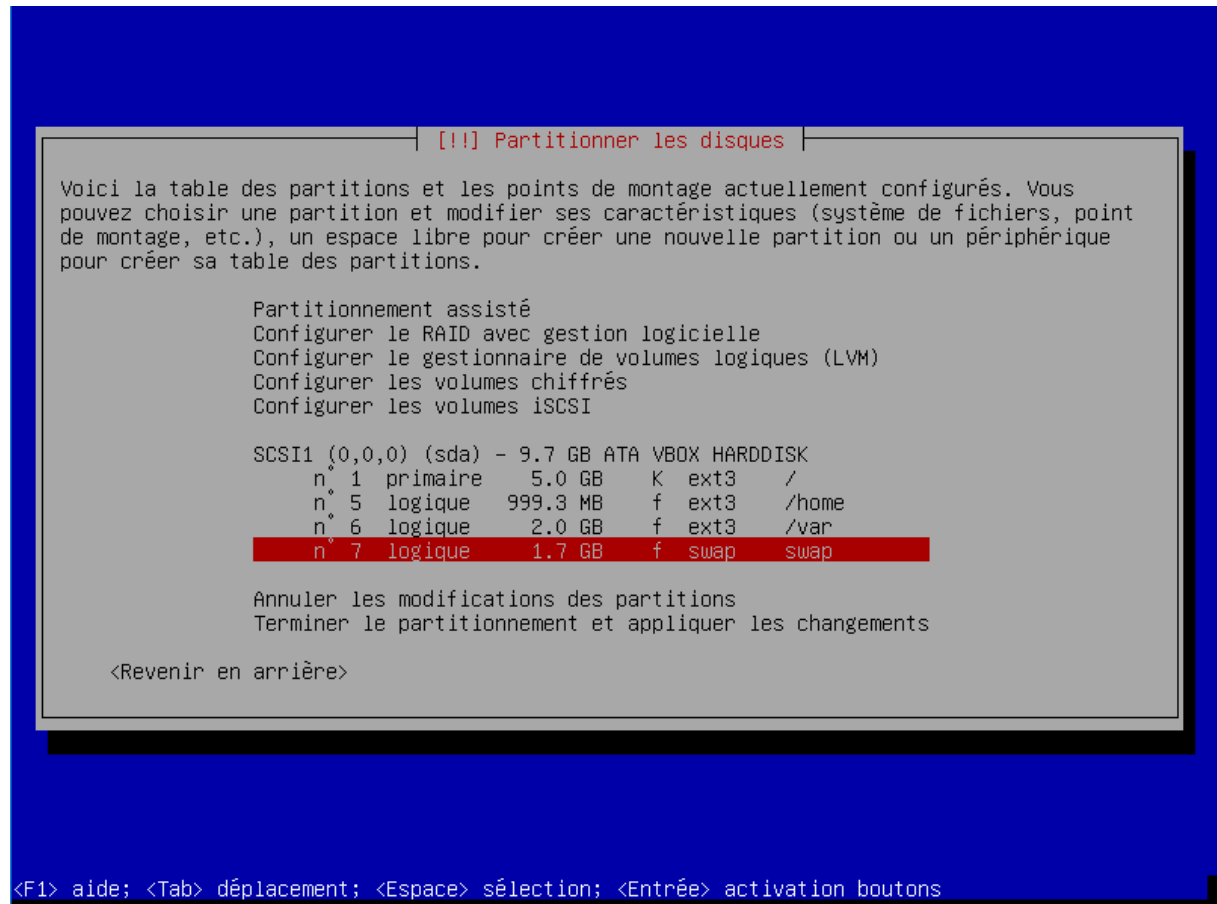 [!!] Partitionner les disques
Voici la table des partitions et les points de montage actuellement configurés. Vous
pouvez choisir une partition et modifier ses caractéristiques (système de fichiers, point
de montage, etc.), un espace libre pour créer une nouvelle partition ou un périphérique
pour créer sa table des partitions.
Partitionnement assisté
Configurer le RAID avec gestion logicielle
Configurer le gestionnaire de volumes logiques (LVM)
Configurer les volumes chiffrés
Configurer les volumes iSCSI
SCSI1 (0,0,0) (sda) – 9.7 GB ATA VBOX HARDDISK
n° 1 primaire 5.0 GB K ext3 /
n° 5 logique 999.3 MB f ext3 /home
n° 6 logique 2.0 GB f ext3 /var
n° 7 logique 1.7 GB f swap swap
Annuler les modifications des partitions
Terminer le partitionnement et appliquer les changements
<Revenir en arrière>
<F1> aide; <Tab> déplacement; <Espace> sélection; <Entrée> activation boutons